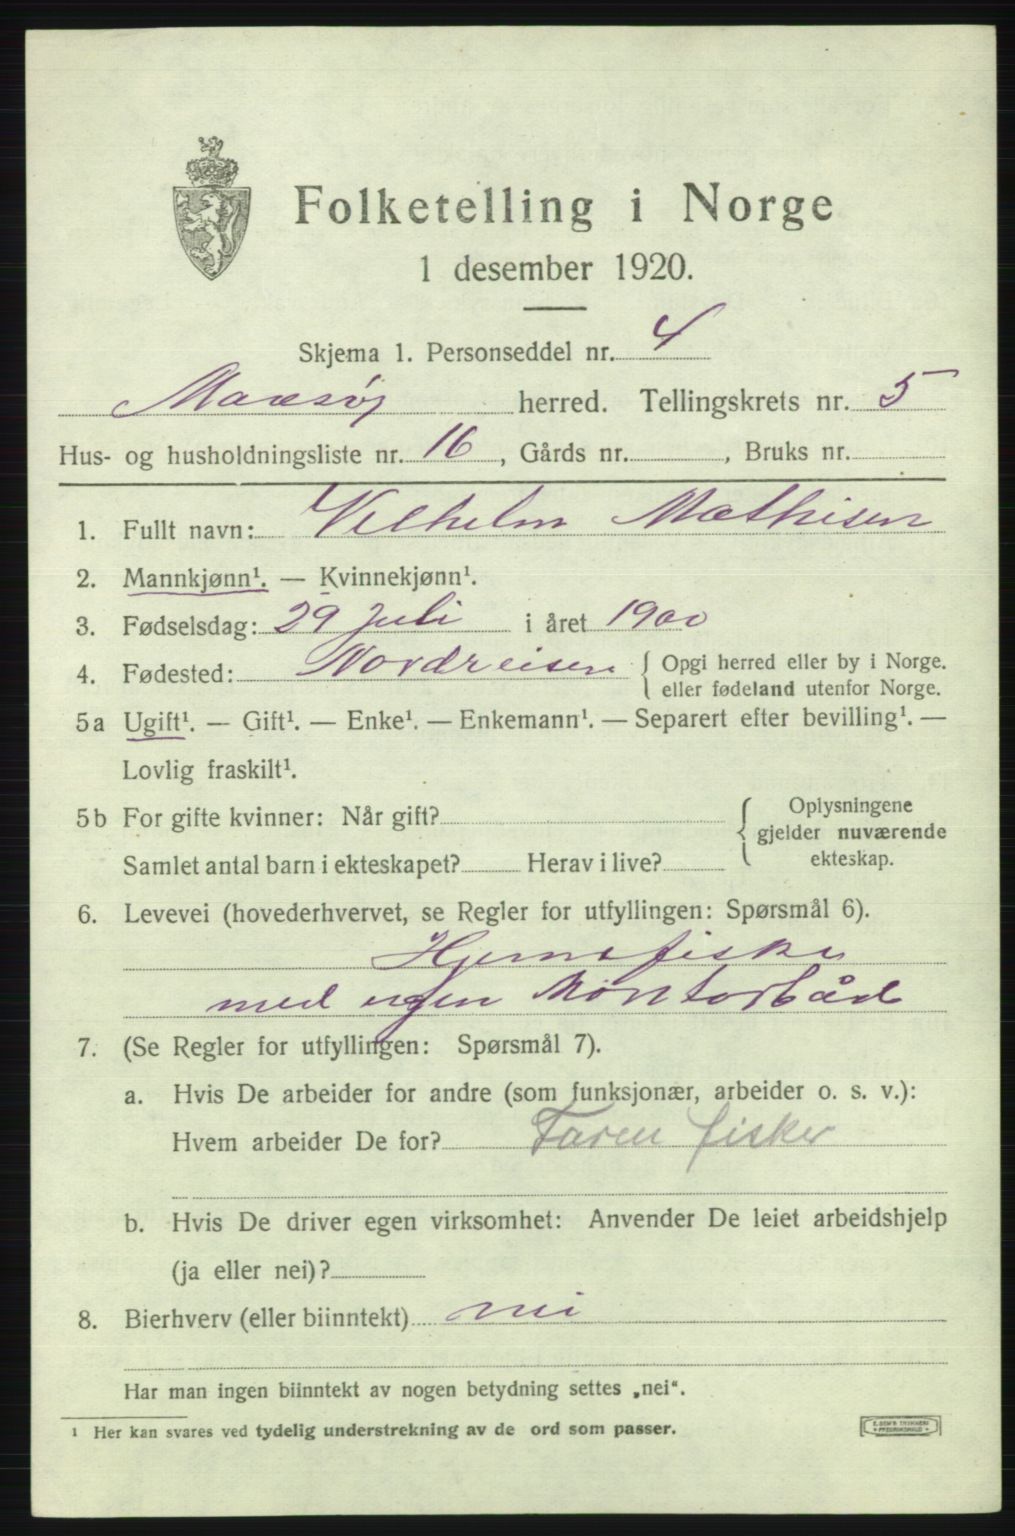 Folketelling i Norge
1 desember 1920.
Skjema 1. Personseddel nr. 4
Maasøy herred. Tellingskrets nr. 5
Hus- og husholdningsliste nr. 16, Gårds nr. , Bruks nr.
1. Fullt navn: Vilhelm Mathisen
2. Mannkjønn¹. — Kvinnekjønn¹.
3. Fødselsdag: 29 Juli i året 1900
4. Fødested: Nordreisen { Opgi herred eller by i Norge.
eller fødeland utenfor Norge.
5a Ugift¹. — Gift¹. — Enke¹. — Enkemann¹. — Separert efter bevilling¹. —
Lovlig fraskilt¹.
5b For gifte kvinner: Når gift?
Samlet antal barn i ekteskapet? Herav i live?
{ Oplysningene
gjelder nuværende
ekteskap.
6. Levevei (hovederhvervet, se Regler for utfyllingen: Spørsmål 6).
Hjemefisker
med egen Montorbåd
7. (Se Regler for utfyllingen: Spørsmål 7).
a. Hvis De arbeider for andre (som funksjonær, arbeider o. s. v.):
Hvem arbeider De for? Faren fisker
b. Hvis De driver egen virksomhet: Anvender De leiet arbeidshjelp
(ja eller nei)?
8. Bierhverv (eller biinntekt) nei
Har man ingen biinntekt av nogen betydning settes „nei“.
¹ Her kan svares ved tydelig understrekning av de ord som passer.